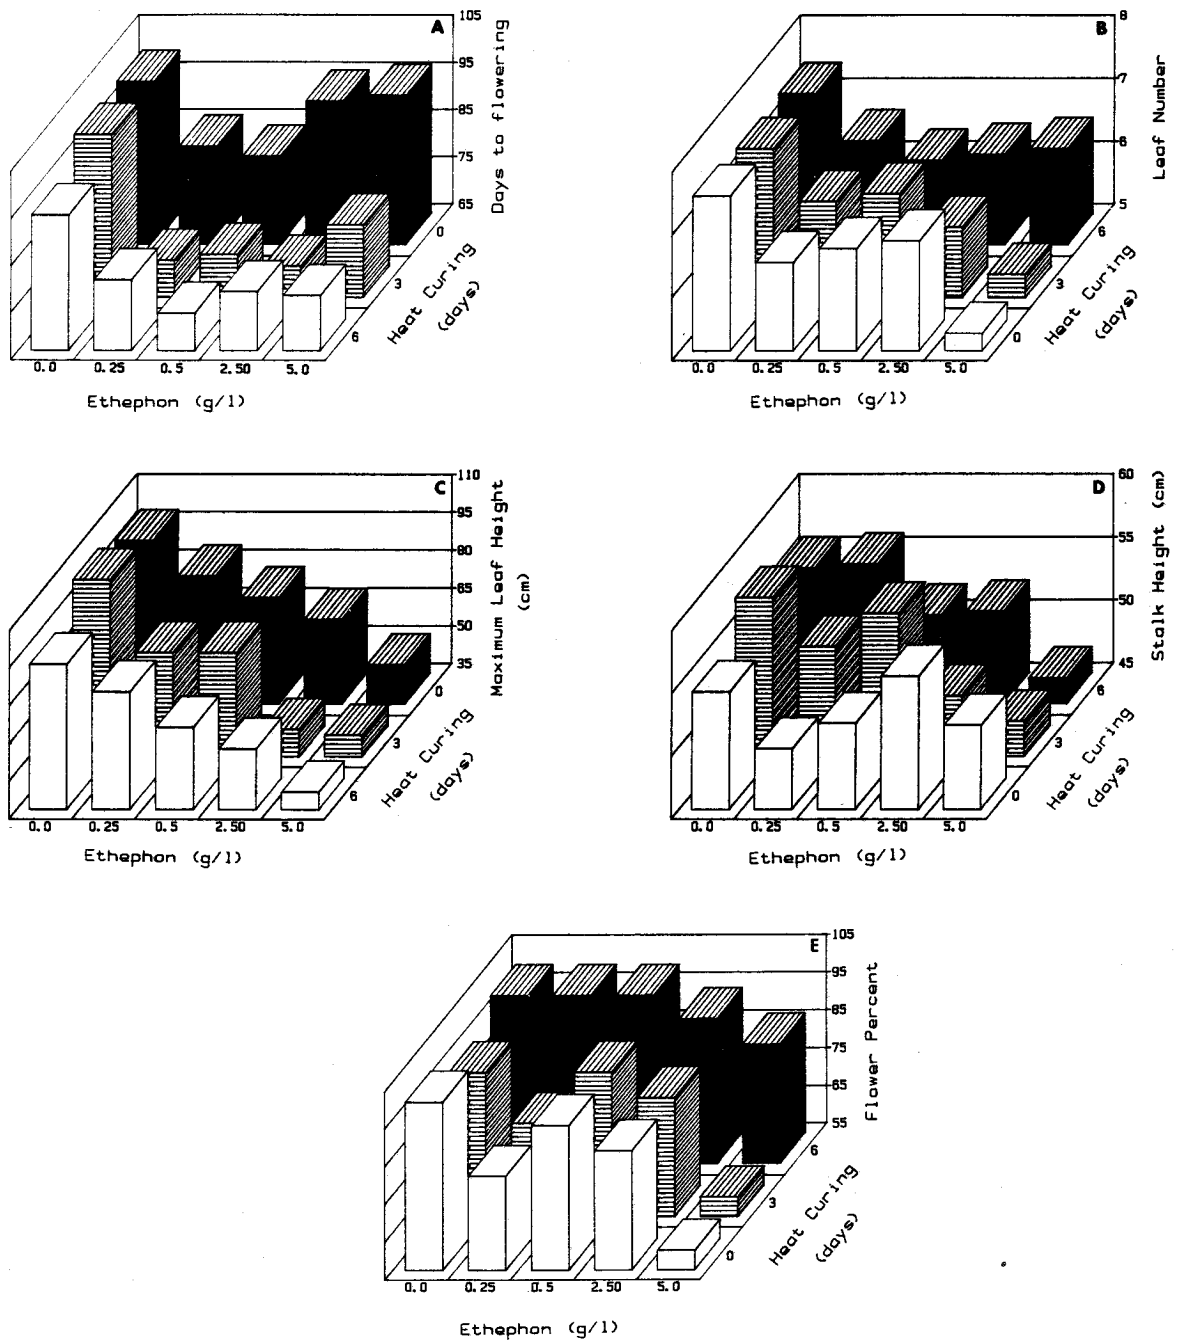 A
105
95
85
75
65
Days to flowering
0
3
6
Heat Curing
(days)
0.0 0.25 0.5 2.50 5.0
Ethephon (g/l)
B
8
7
6
5
Leaf Number
6
3
0
Heat Curing
(days)
0.0 0.25 0.5 2.50 5.0
Ethephon (g/l)
C
110
95
80
65
50
35
Maximum Leaf Height
(cm)
0
3
6
Heat Curing
(days)
0.0 0.25 0.5 2.50 5.0
Ethephon (g/l)
D
60
55
50
45
Stalk Height (cm)
6
3
0
Heat Curing
(days)
0.0 0.25 0.5 2.50 5.0
Ethephon (g/l)
E
105
95
85
75
65
55
Flower Percent
6
3
0
Heat Curing
(days)
0.0 0.25 0.5 2.50 5.0
Ethephon (g/l)